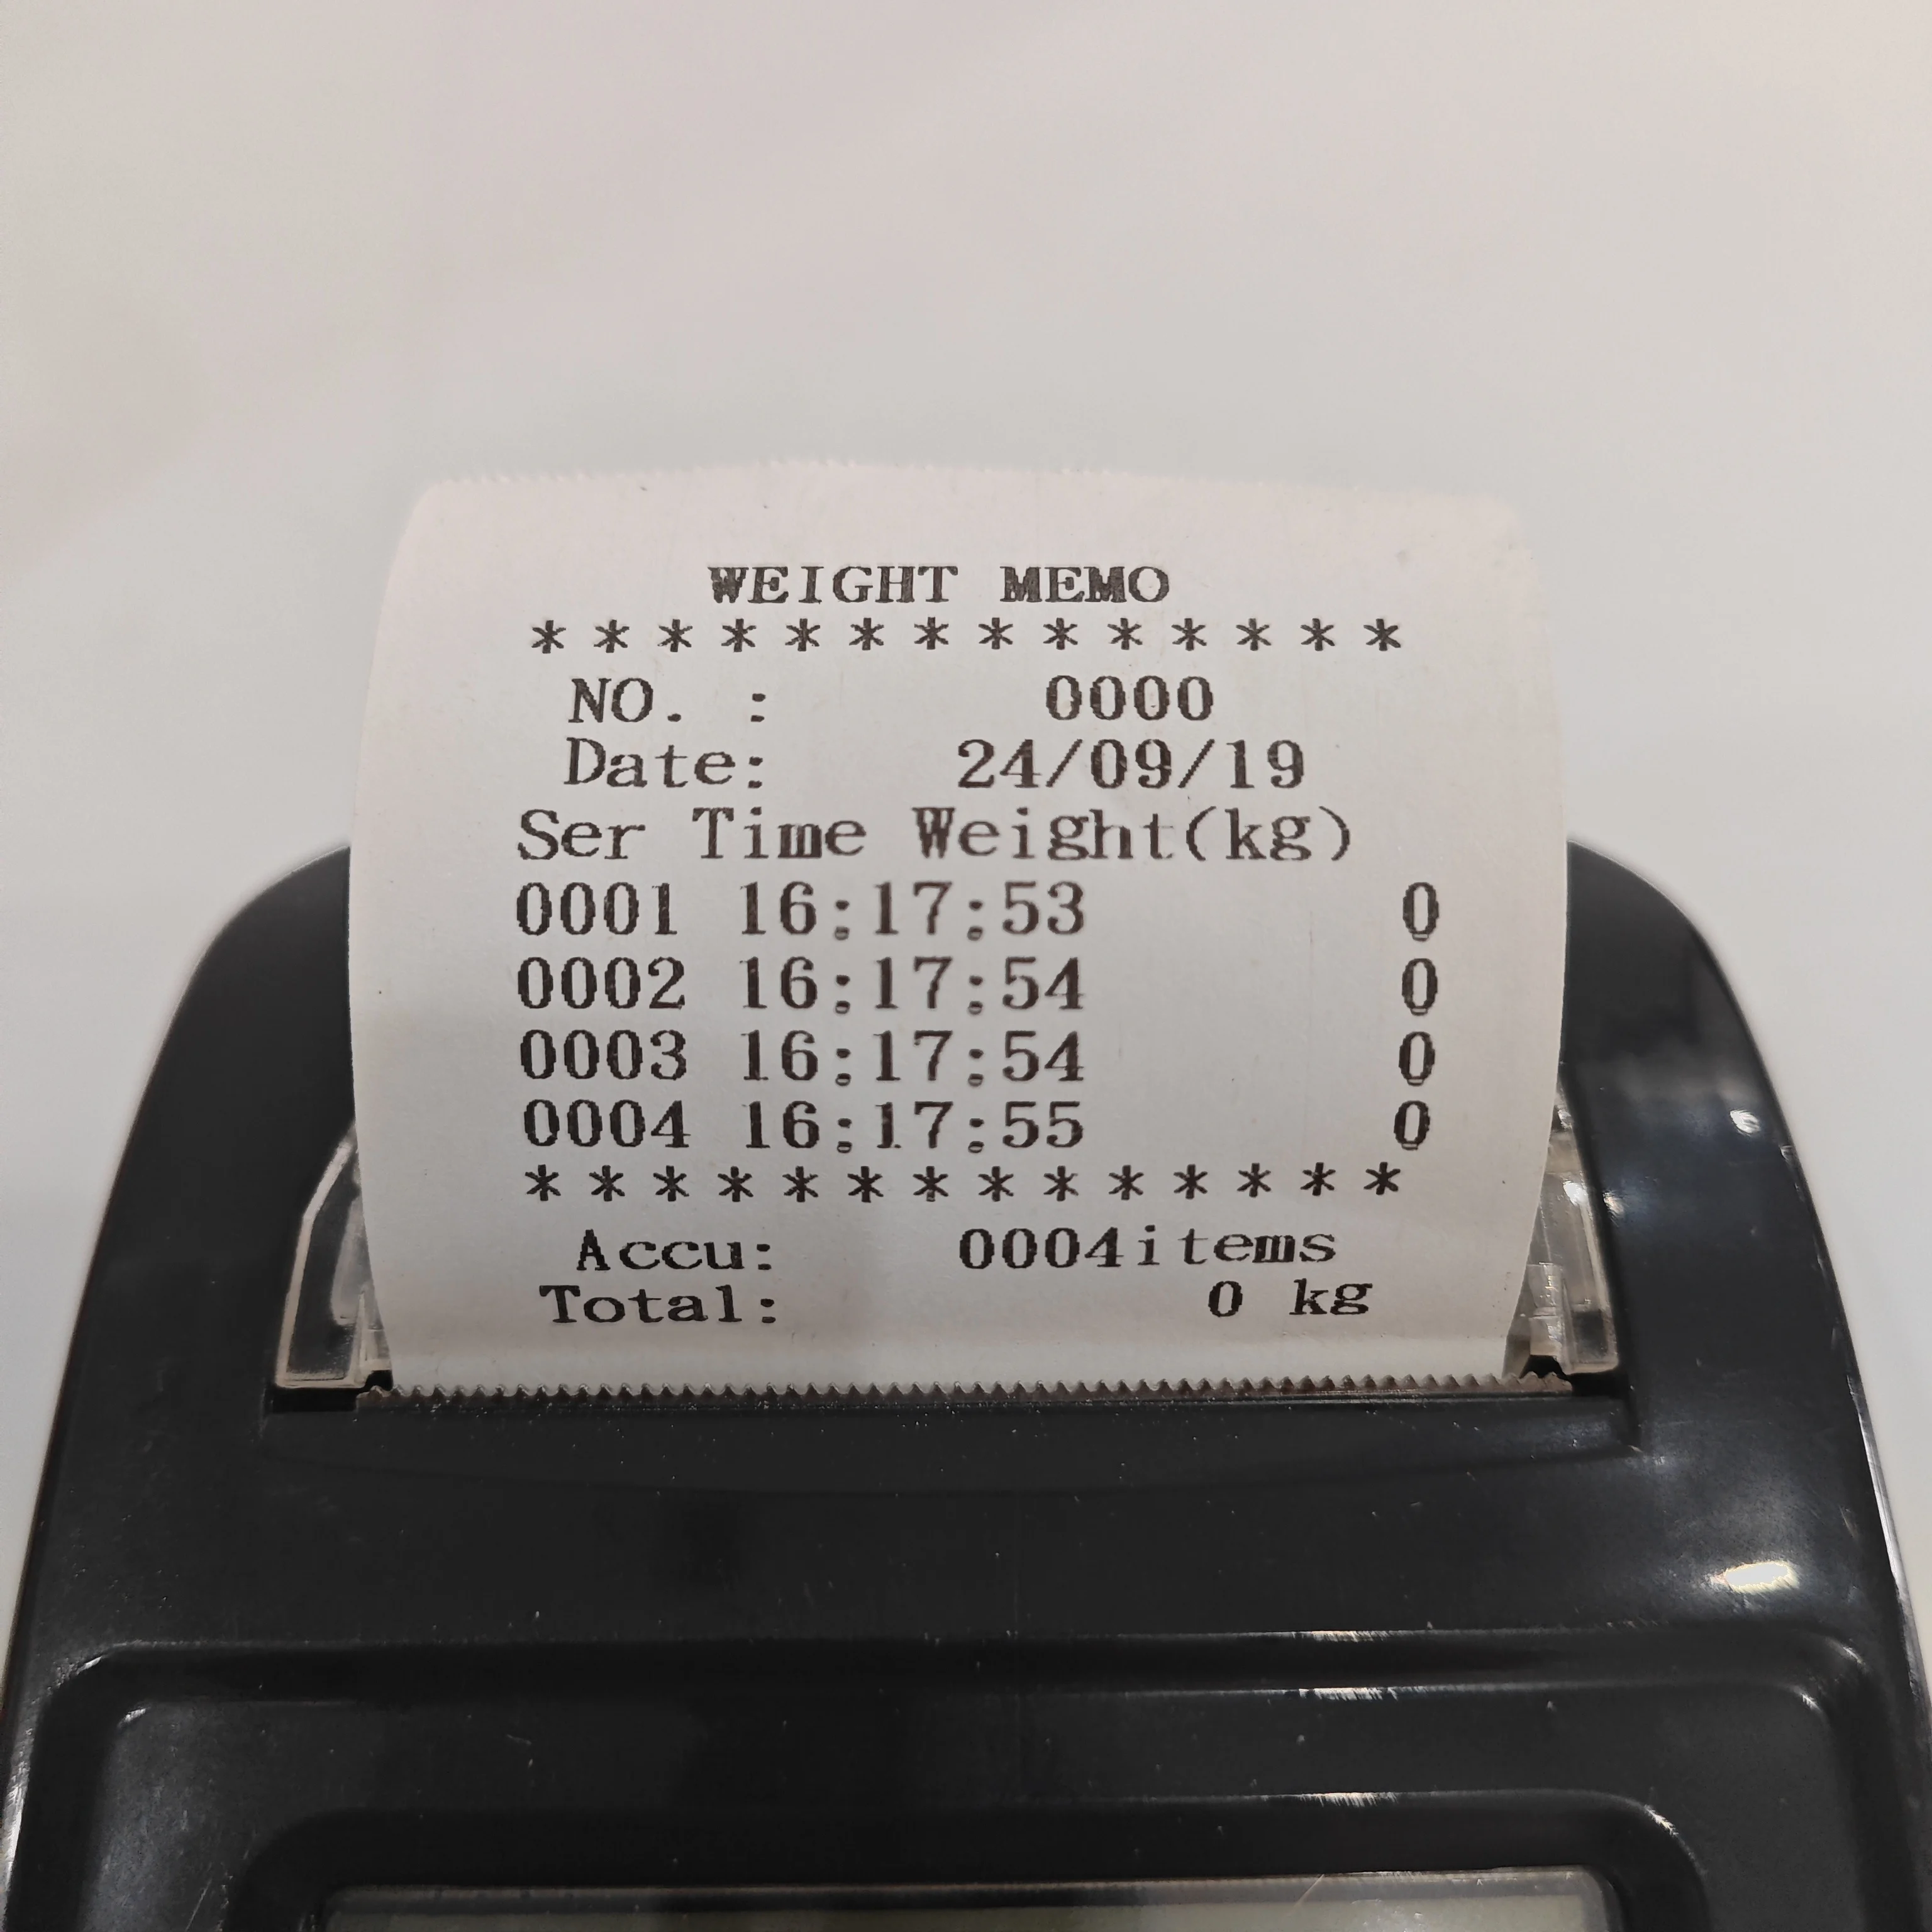 WEIGHT MEMO
* * * * * * * * * * * * * *
NO. : 0000
Date: 24/09/19
Ser Time Weight(kg)
0001 16:17:53 0
0002 16:17:54 0
0003 16:17:54 0
0004 16:17:55 0
* * * * * * * * * * * * * *
Accu: 0004items
Total: 0 kg